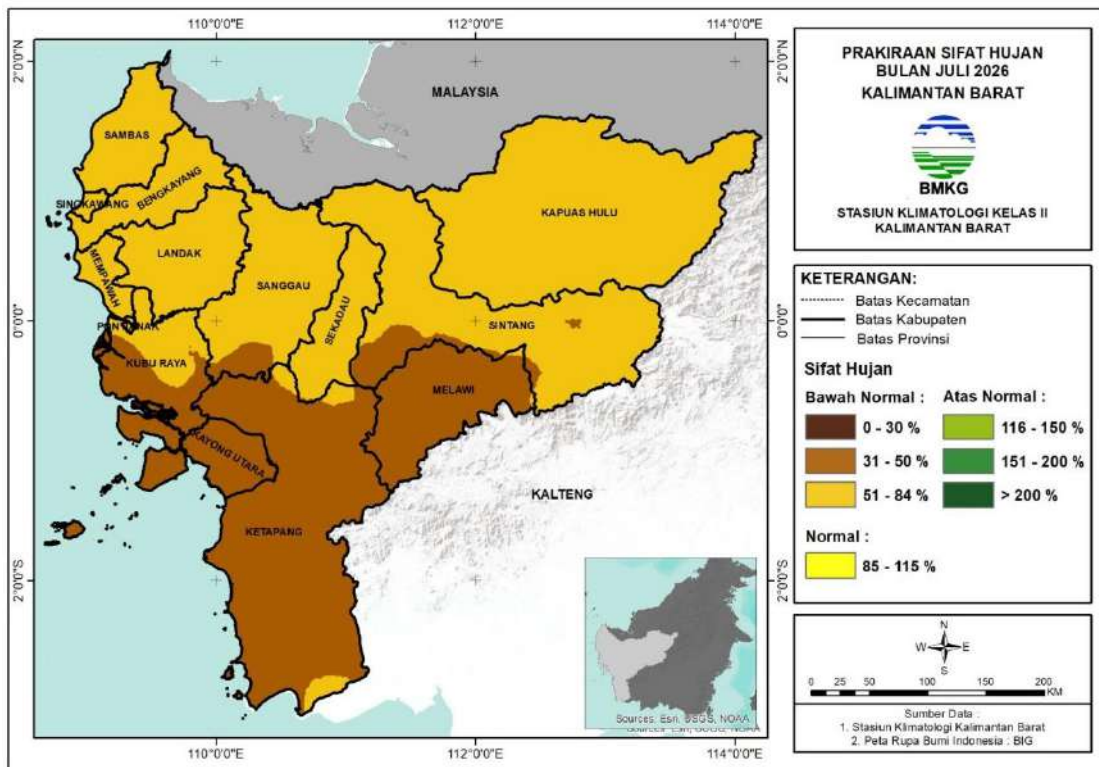 110°0'0"E
112°0'0"E
114°0'0"E
2°0'0"N
0°0'0"
2°0'0"S
2°0'0"N
0°0'0"
2°0'0"S
110°0'0"E
112°0'0"E
114°0'0"E
MALAYSIA
SAMBAS
SINGKAWANG
BENGKAYANG
KAPUAS HULU
LANDAK
MEMPAWAH
SANGGAU
SEKADAU
SINTANG
PONTIANAK
KUBU RAYA
MELAWI
KAYONG UTARA
KALTENG
KETAPANG
Sources: Esri, USGS, NOAA
Sources: Esri, USGS, NOAA
PRAKIRAAN SIFAT HUJAN
BULAN JULI 2026
KALIMANTAN BARAT
BMKG
STASIUN KLIMATOLOGI KELAS II
KALIMANTAN BARAT
KETERANGAN:
Batas Kecamatan
Batas Kabupaten
Batas Provinsi
Sifat Hujan
Bawah Normal :
0 - 30 %
31 - 50 %
51 - 84 %
Atas Normal :
116 - 150 %
151 - 200 %
> 200 %
Normal :
85 - 115 %
N
W
E
S
0 25 50 100 150 200
KM
Sumber Data :
1. Stasiun Klimatologi Kalimantan Barat
2. Peta Rupa Bumi Indonesia : BIG